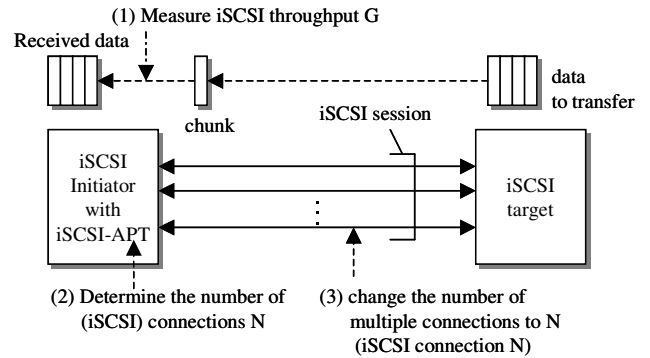 (1) Measure iSCSI throughput G
Received data
data
to transfer
chunk
iSCSI session
iSCSI
Initiator
with
iSCSI-APT
iSCSI
target
(2) Determine the number of
(iSCSI) connections N
(3) change the number of
multiple connections to N
(iSCSI connection N)